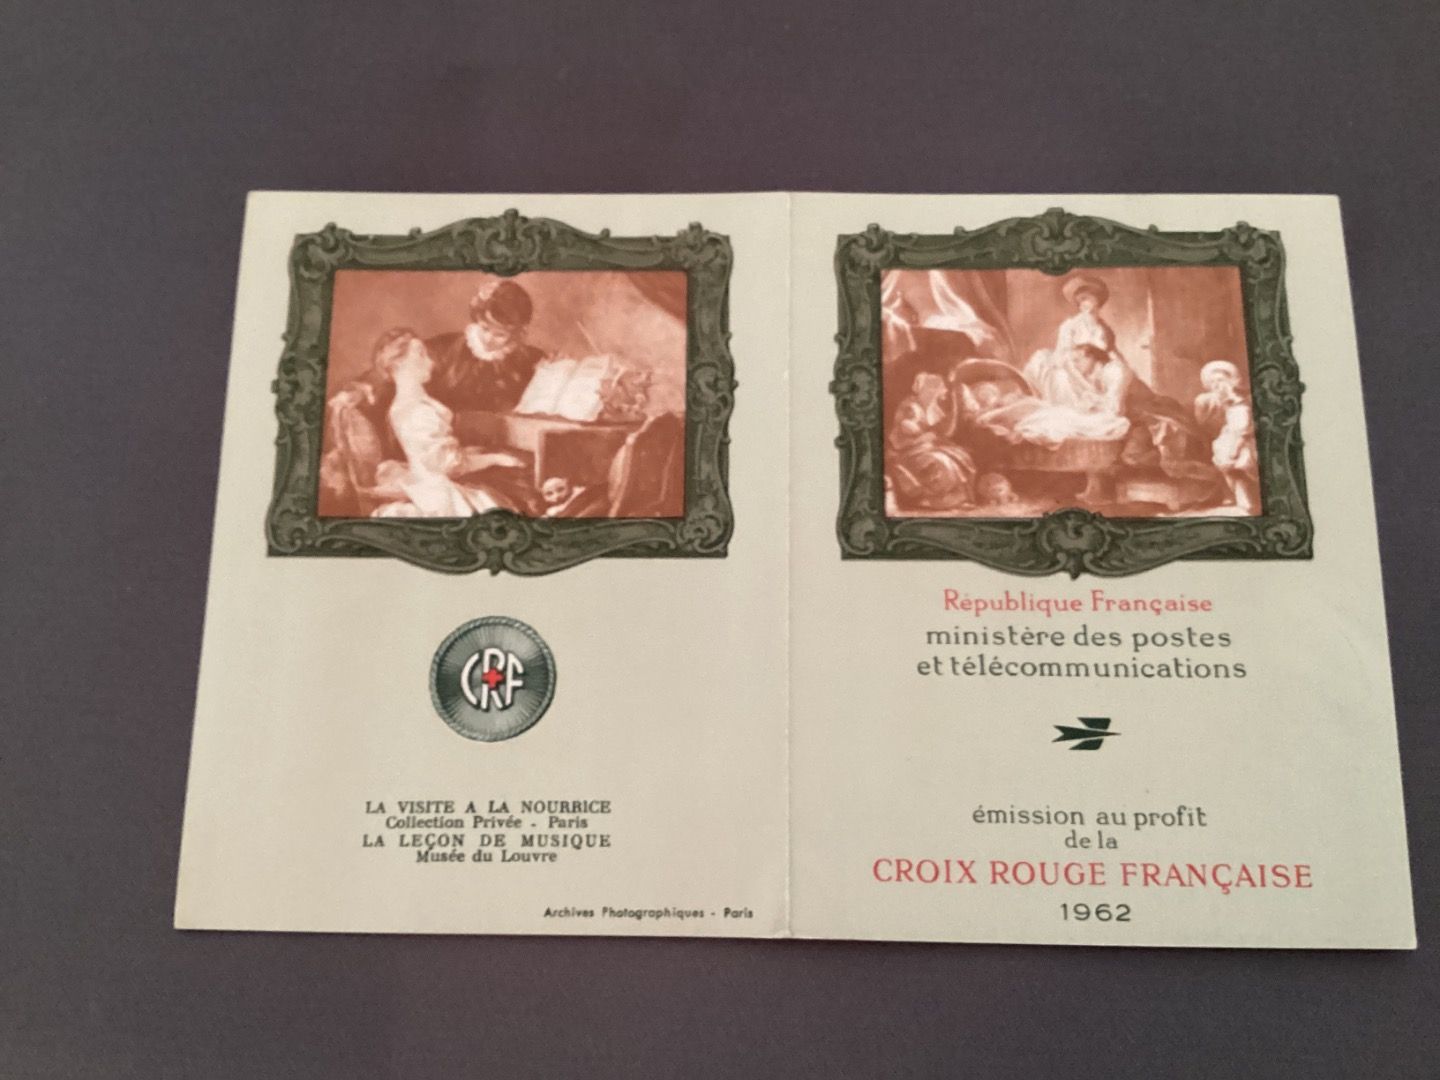 CRF
LA VISITE A LA NOURRICE
Collection Privée - Paris
LA LEÇON DE MUSIQUE
Musée du Louvre
Archives Photographiques - Paris
République Française
ministère des postes
et télécommunications
émission au profit
de la
CROIX ROUGE FRANÇAISE
1962